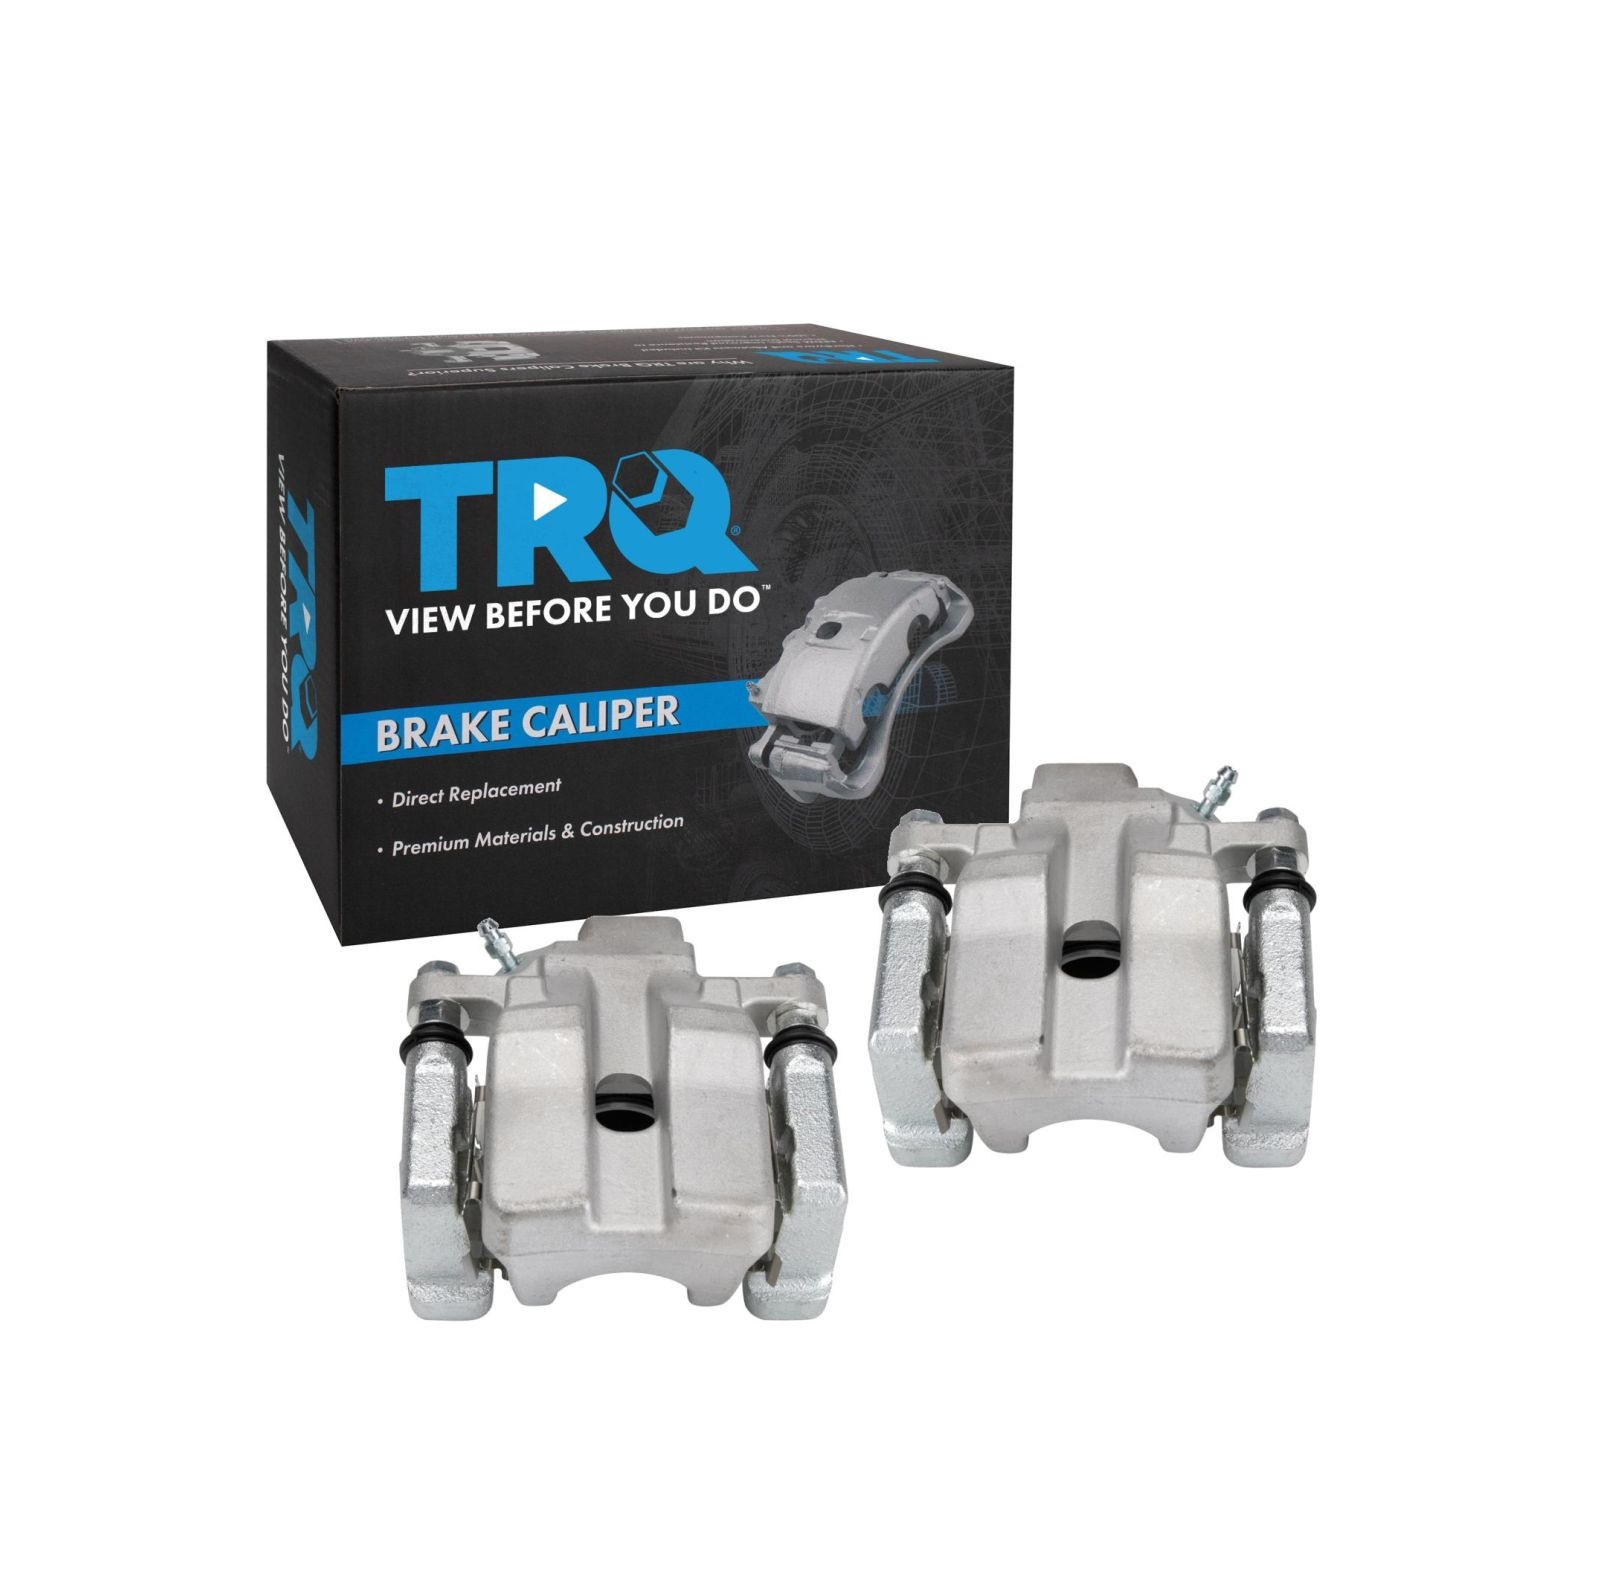 Why are TRQ Brake Calipers Superior?
TRQ
TRQ®
VIEW BEFORE YOU DO™
BRAKE CALIPER
• Direct Replacement
• Premium Materials & Construction
TRQ
VIEW BEFORE YOU DO